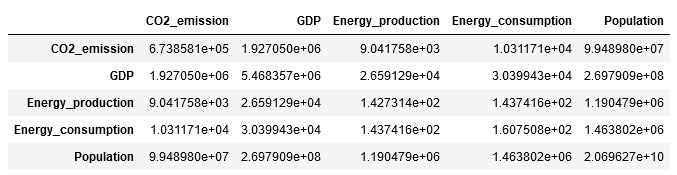 CO2_emission GDP Energy_production Energy_consumption Population
CO2_emission 6.738581e+05 1.927050e+06 9.041758e+03 1.031171e+04 9.948980e+07
GDP 1.927050e+06 5.468357e+06 2.659129e+04 3.039943e+04 2.697909e+08
Energy_production 9.041758e+03 2.659129e+04 1.427314e+02 1.437416e+02 1.190479e+06
Energy_consumption 1.031171e+04 3.039943e+04 1.437416e+02 1.607508e+02 1.463802e+06
Population 9.948980e+07 2.697909e+08 1.190479e+06 1.463802e+06 2.069627e+10